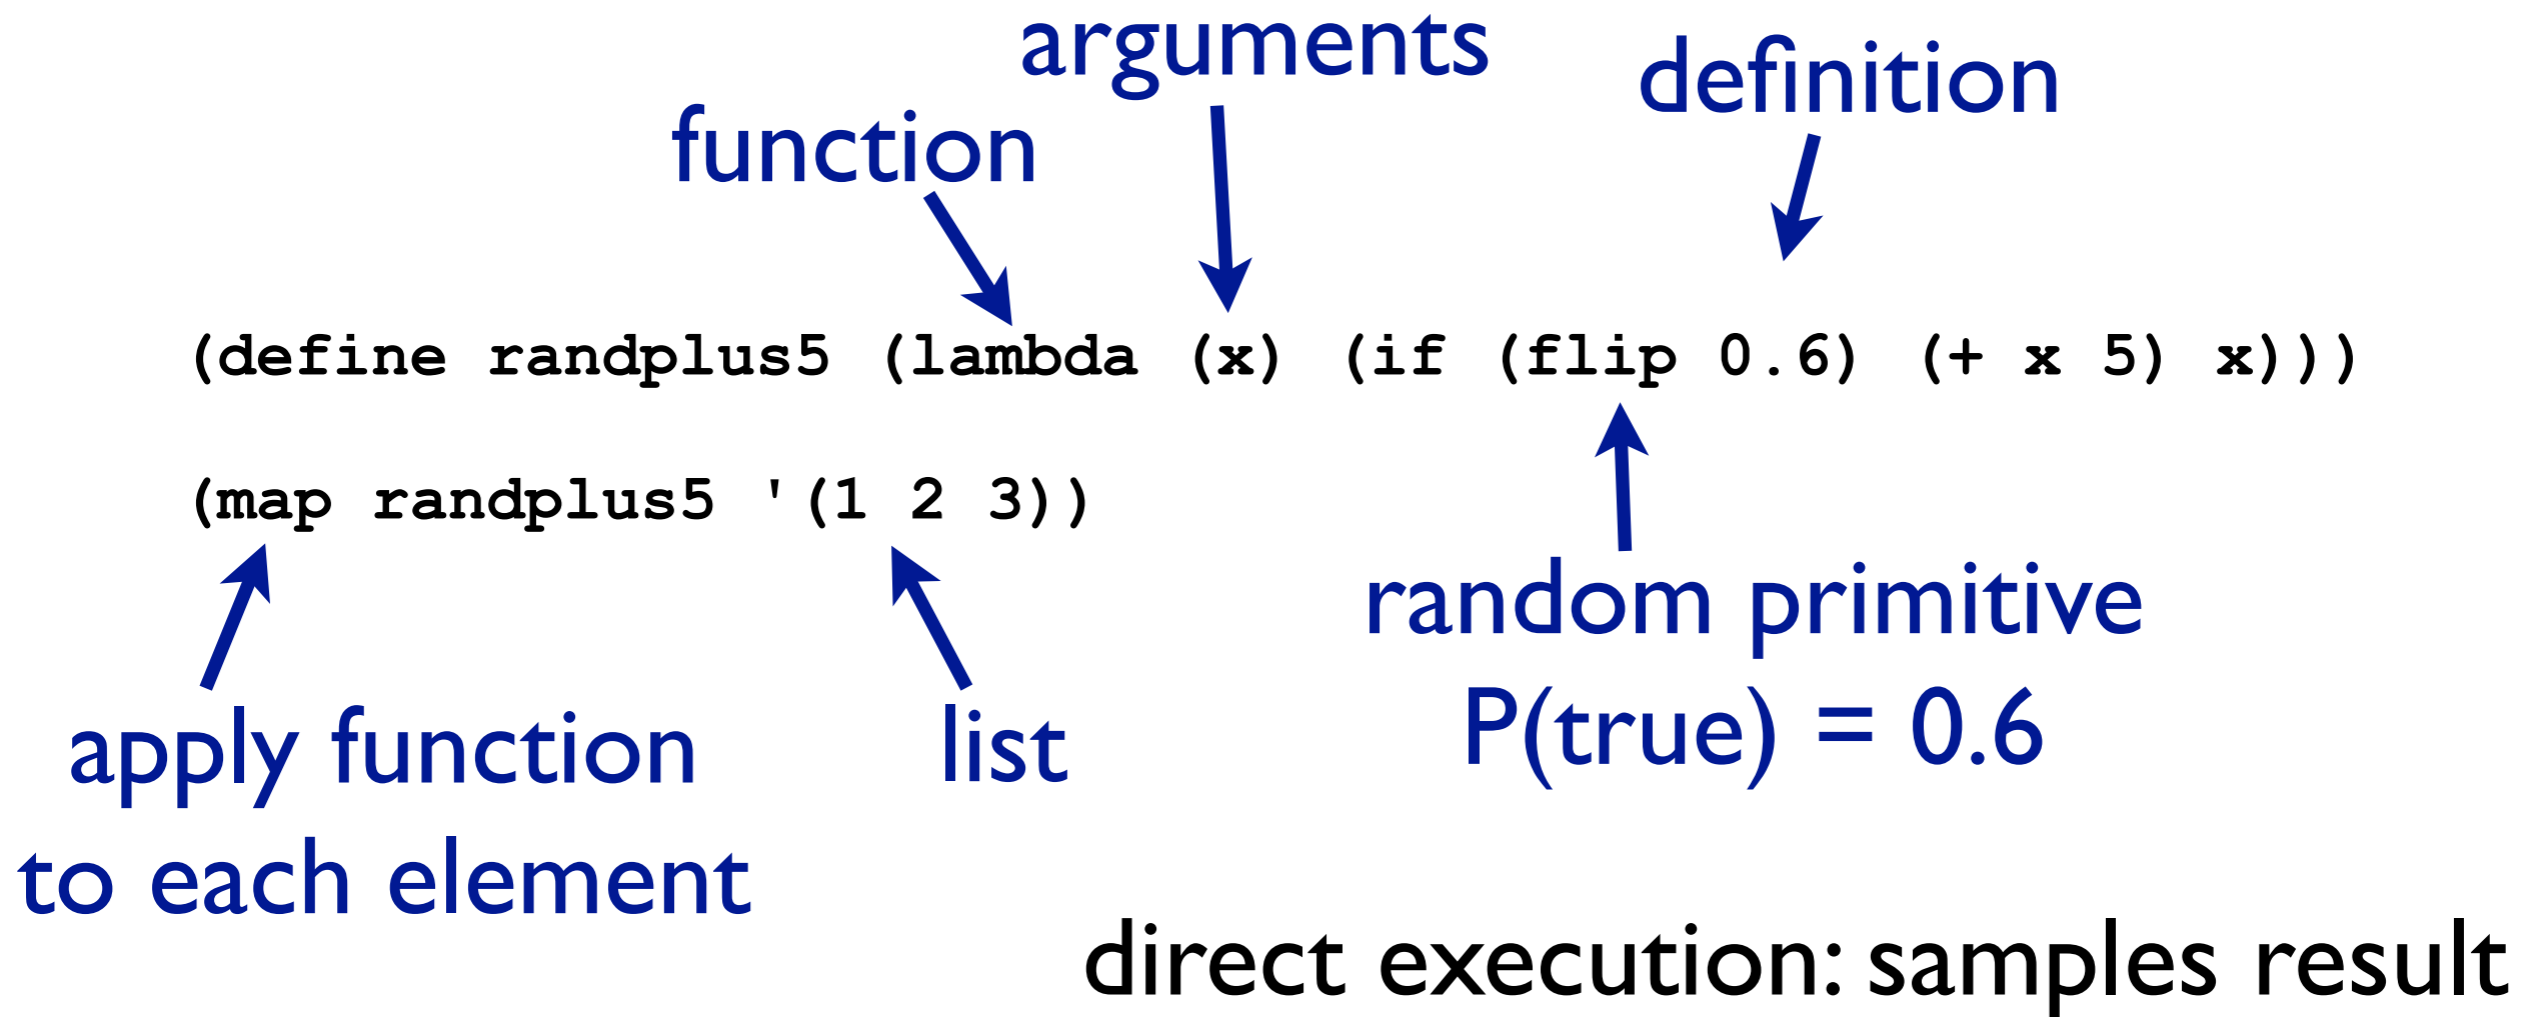 arguments
definition
function
(define randplus5 (lambda (x) (if (flip 0.6) (+ x 5) x)))
(map randplus5 '(1 2 3))
random primitive
P(true) = 0.6
apply function
to each element
list
direct execution: samples result